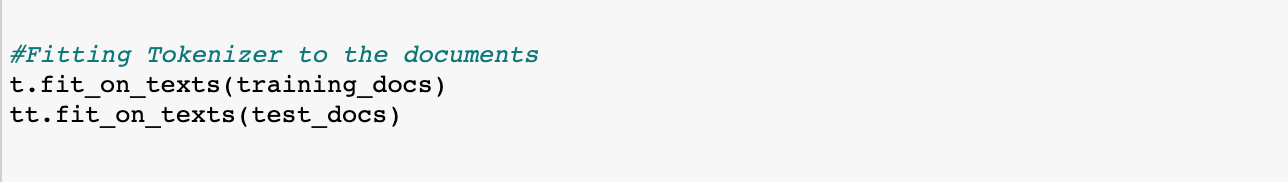 #Fitting Tokenizer to the documents
t.fit_on_texts(training_docs)
tt.fit_on_texts(test_docs)